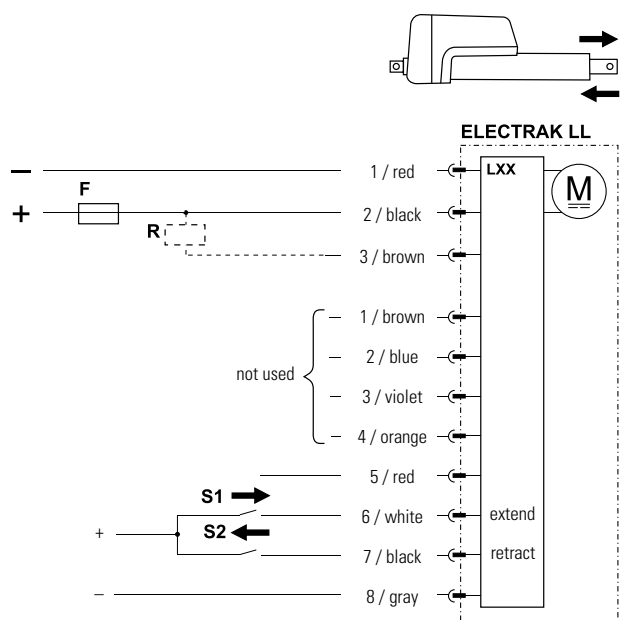 ELECTRAK LL
− 1 / red LXX M
F
+ 2 / black
R
3 / brown
1 / brown
2 / blue
not used
3 / violet
4 / orange
5 / red
S1
6 / white extend
S2
+
7 / black retract
− 8 / gray